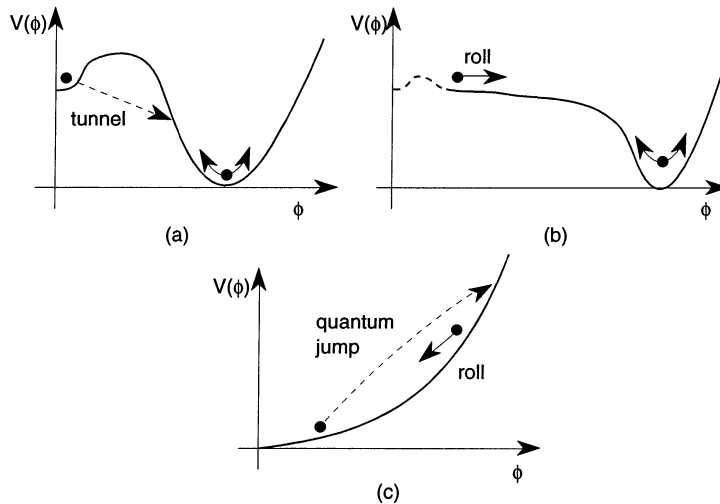 V(ϕ)
tunnel
ϕ
(a)
V(ϕ)
roll
ϕ
(b)
V(ϕ)
quantum
jump
roll
ϕ
(c)